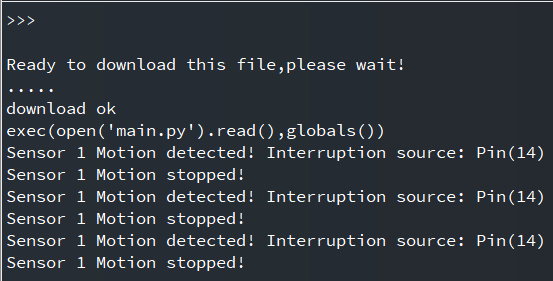 >>>
Ready to download this file,please wait!
.....
download ok
exec(open('main.py').read(),globals())
Sensor 1 Motion detected! Interruption source: Pin(14)
Sensor 1 Motion stopped!
Sensor 1 Motion detected! Interruption source: Pin(14)
Sensor 1 Motion stopped!
Sensor 1 Motion detected! Interruption source: Pin(14)
Sensor 1 Motion stopped!